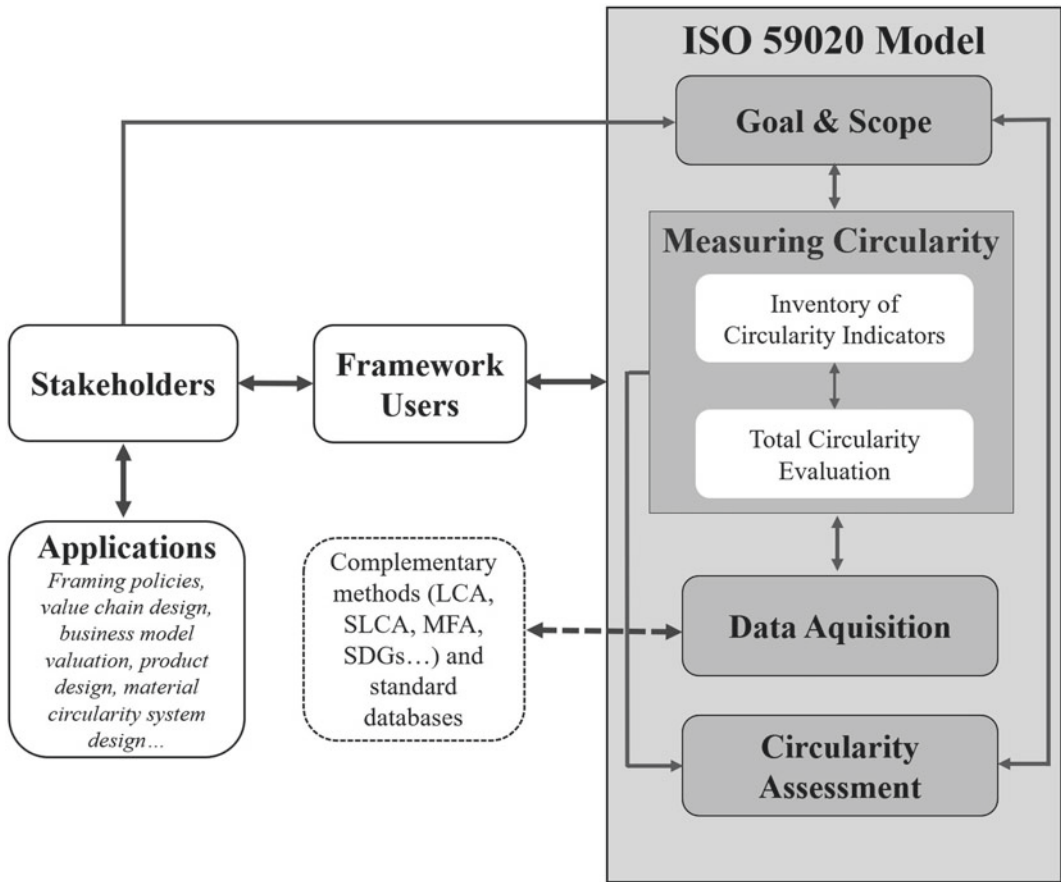 ISO 59020 Model
Goal & Scope
Measuring Circularity
Inventory of
Circularity Indicators
Total Circularity
Evaluation
Data Aquisition
Circularity
Assessment
Stakeholders
Framework
Users
Applications
Framing policies,
value chain design,
business model
valuation, product
design, material
circularity system
design…
Complementary
methods (LCA,
SLCA, MFA,
SDGs…) and
standard
databases